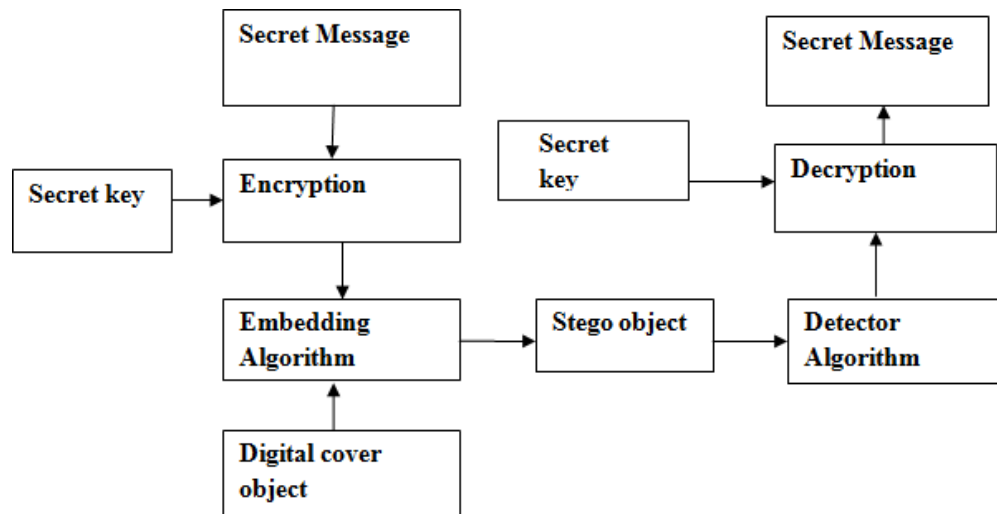 Secret Message
Secret Message
Secret
key
Secret key
Encryption
Decryption
Embedding
Algorithm
Stego object
Detector
Algorithm
Digital cover
object